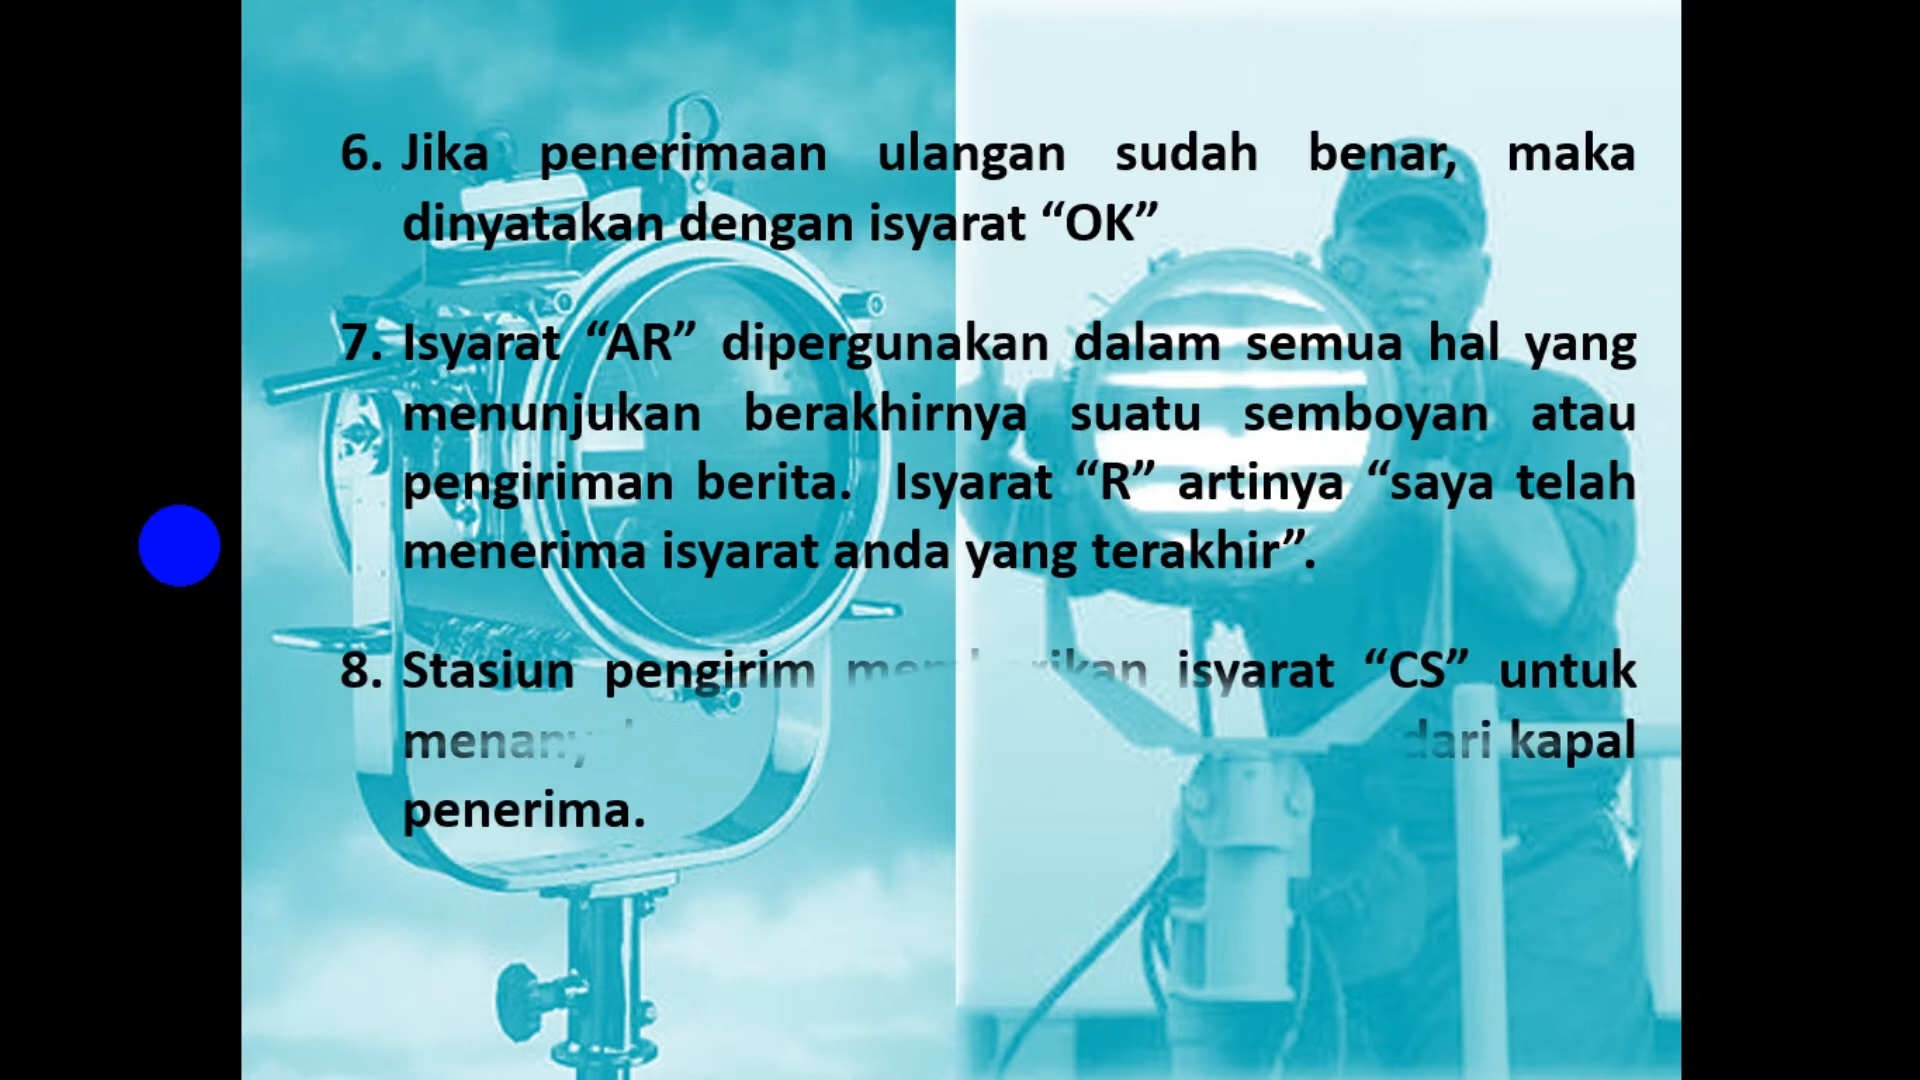 6. Jika penerimaan ulangan sudah benar, maka
dinyatakan dengan isyarat “OK”
7. Isyarat “AR” dipergunakan dalam semua hal yang
menunjukan berakhirnya suatu semboyan atau
pengiriman berita. Isyarat “R” artinya “saya telah
menerima isyarat anda yang terakhir”.
8. Stasiun pengirim isyarat “CS” untuk
dari kapal
penerima.